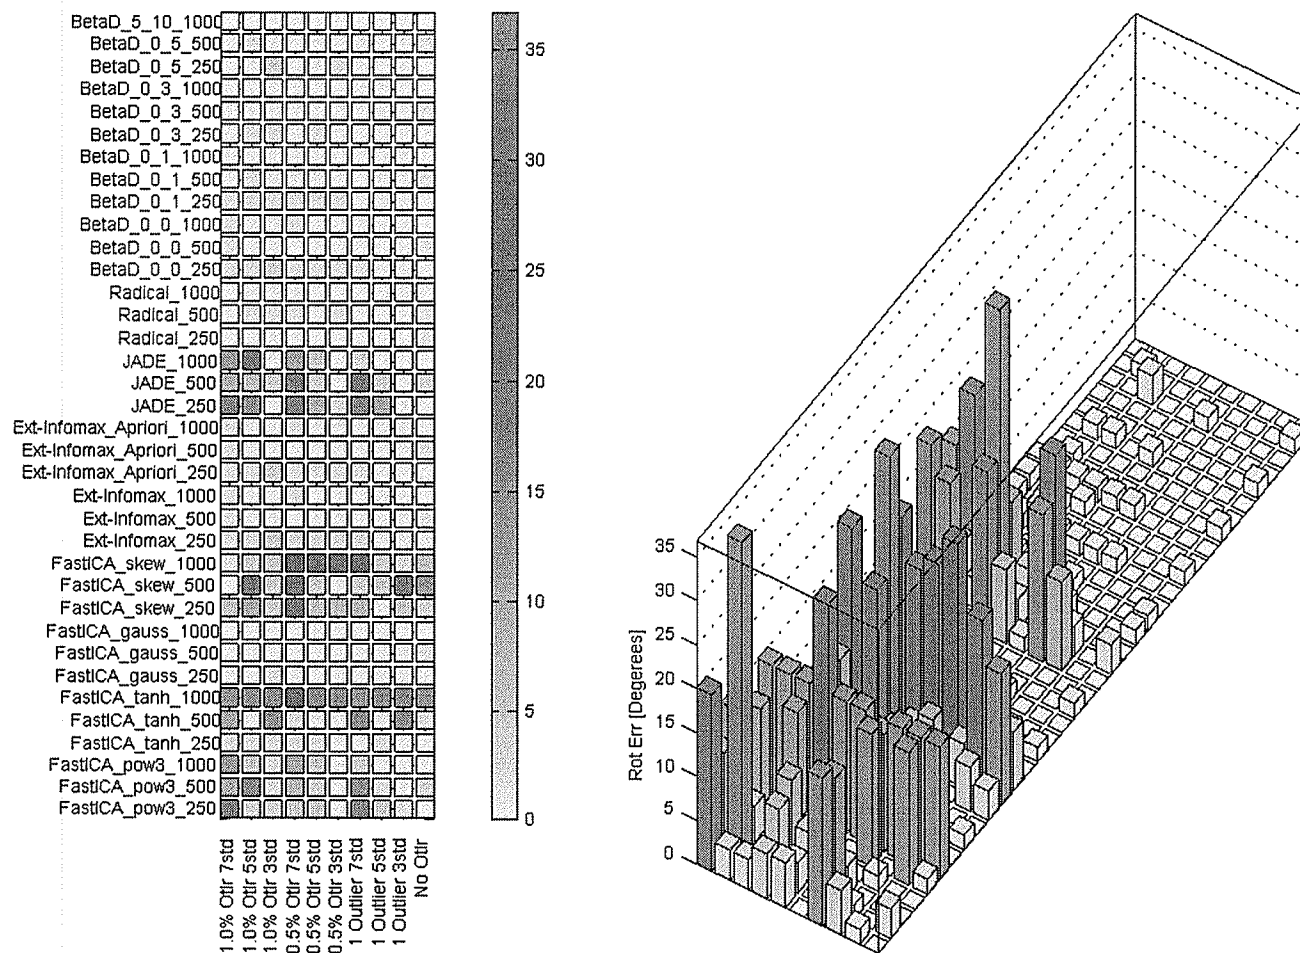 BetaD_5_10_1000
BetaD_0_5_500
BetaD_0_5_250
BetaD_0_3_1000
BetaD_0_3_500
BetaD_0_3_250
BetaD_0_1_1000
BetaD_0_1_500
BetaD_0_1_250
BetaD_0_0_1000
BetaD_0_0_500
BetaD_0_0_250
Radical_1000
Radical_500
Radical_250
JADE_1000
JADE_500
JADE_250
Ext-Infomax_Apriori_1000
Ext-Infomax_Apriori_500
Ext-Infomax_Apriori_250
Ext-Infomax_1000
Ext-Infomax_500
Ext-Infomax_250
FastICA_skew_1000
FastICA_skew_500
FastICA_skew_250
FastICA_gauss_1000
FastICA_gauss_500
FastICA_gauss_250
FastICA_tanh_1000
FastICA_tanh_500
FastICA_tanh_250
FastICA_pow3_1000
FastICA_pow3_500
FastICA_pow3_250
1.0% Otlr 7std
1.0% Otlr 5std
1.0% Otlr 3std
0.5% Otlr 7std
0.5% Otlr 5std
0.5% Otlr 3std
1 Outlier 7std
1 Outlier 5std
1 Outlier 3std
No Otlr
35
30
25
20
15
10
5
0
Rot Err [Degerees]
35
30
25
20
15
10
5
0